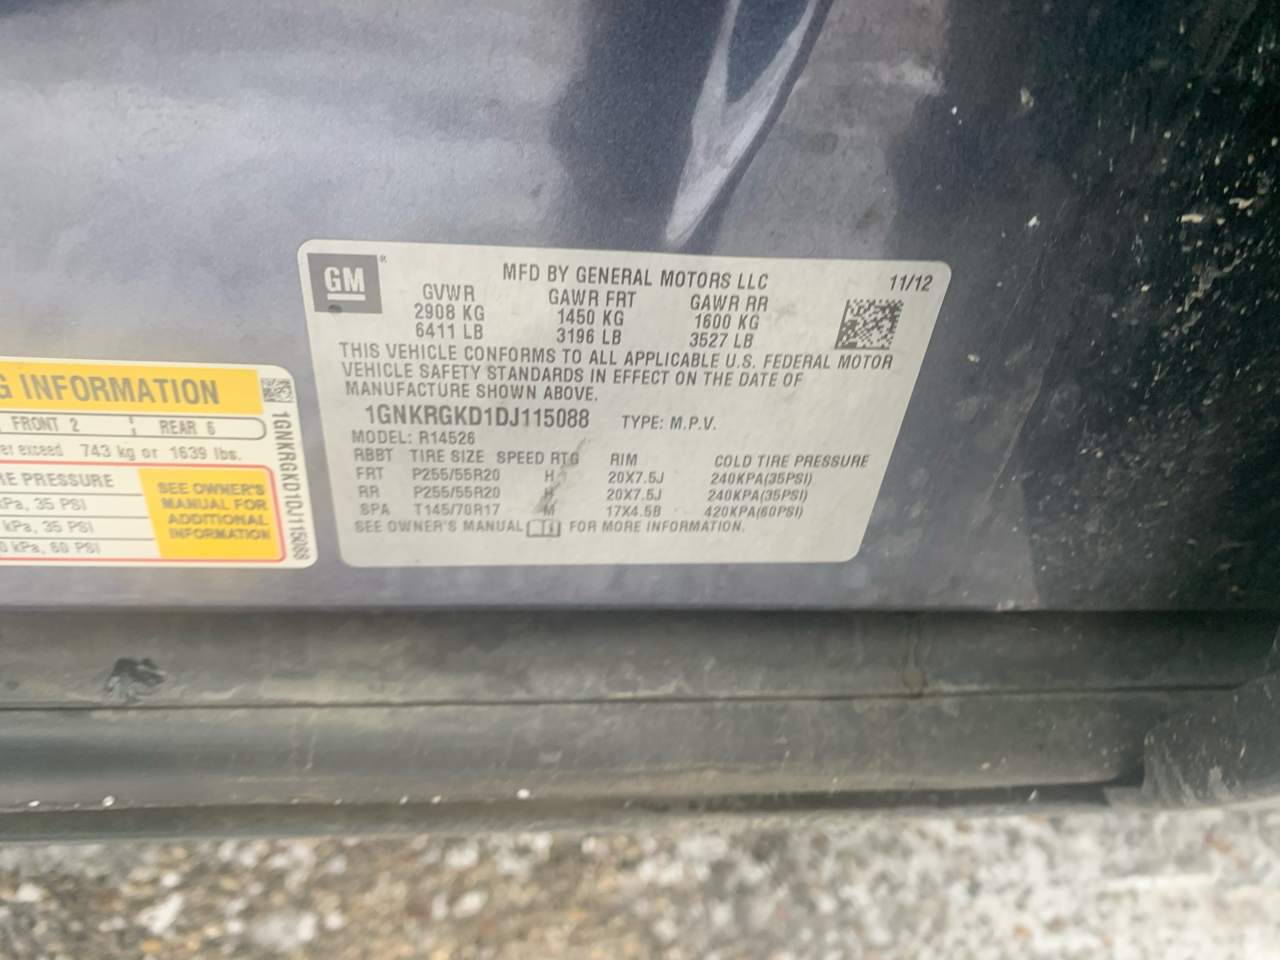 GM
MFD BY GENERAL MOTORS LLC 11/12
GVWR GAWR FRT GAWR RR
2908 KG 1450 KG 1600 KG
6411 LB 3196 LB 3527 LB
THIS VEHICLE CONFORMS TO ALL APPLICABLE U.S. FEDERAL MOTOR
VEHICLE SAFETY STANDARDS IN EFFECT ON THE DATE OF
MANUFACTURE SHOWN ABOVE.
1GNKRGKD1DJ115088 TYPE: M.P.V.
MODEL: R14526
RBBT TIRE SIZE SPEED RTG RIM COLD TIRE PRESSURE
FRT P255/55R20 H 20X7.5J 240KPA(35PSI)
RR P255/55R20 H 20X7.5J 240KPA(35PSI)
SPA T145/70R17 M 17X4.5B 420KPA(60PSI)
SEE OWNER'S MANUAL FOR MORE INFORMATION.
G INFORMATION
FRONT 2 REAR 6
er exceed 743 kg or 1639 lbs.
RE PRESSURE
kPa, 35 PSI
kPa, 35 PSI
0 kPa, 60 PSI
SEE OWNER'S
MANUAL FOR
ADDITIONAL
INFORMATION
1GNKRGKD1DJ115088